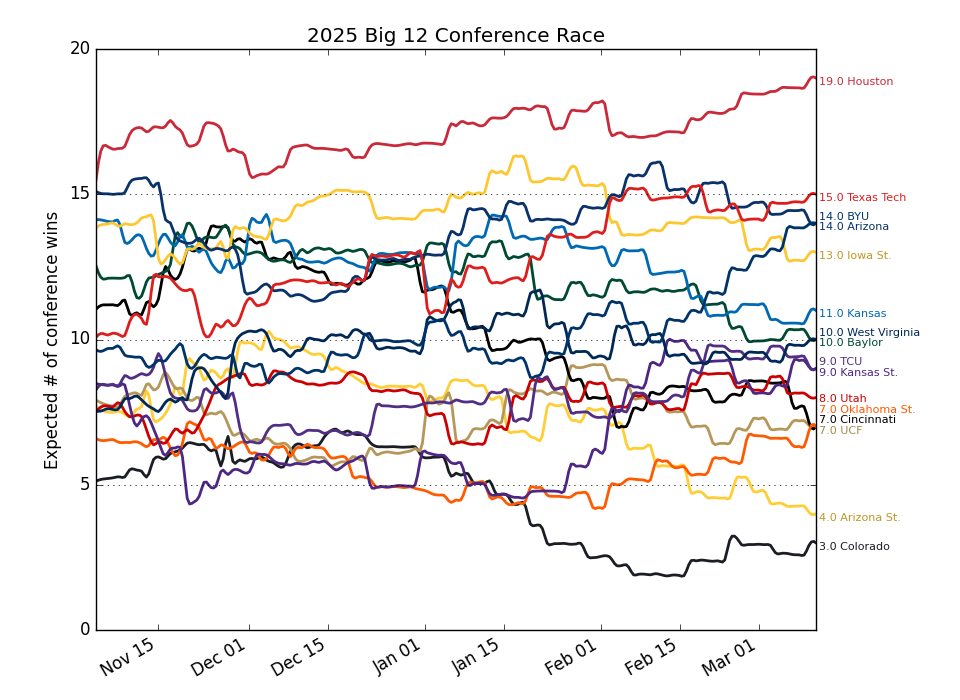 2025 Big 12 Conference Race
Expected # of conference wins
20
15
10
5
0
Nov 15
Dec 01
Dec 15
Jan 01
Jan 15
Feb 01
Feb 15
Mar 01
19.0 Houston
15.0 Texas Tech
14.0 BYU
14.0 Arizona
13.0 Iowa St.
11.0 Kansas
10.0 West Virginia
10.0 Baylor
9.0 TCU
9.0 Kansas St.
8.0 Utah
7.0 Oklahoma St.
7.0 Cincinnati
7.0 UCF
4.0 Arizona St.
3.0 Colorado